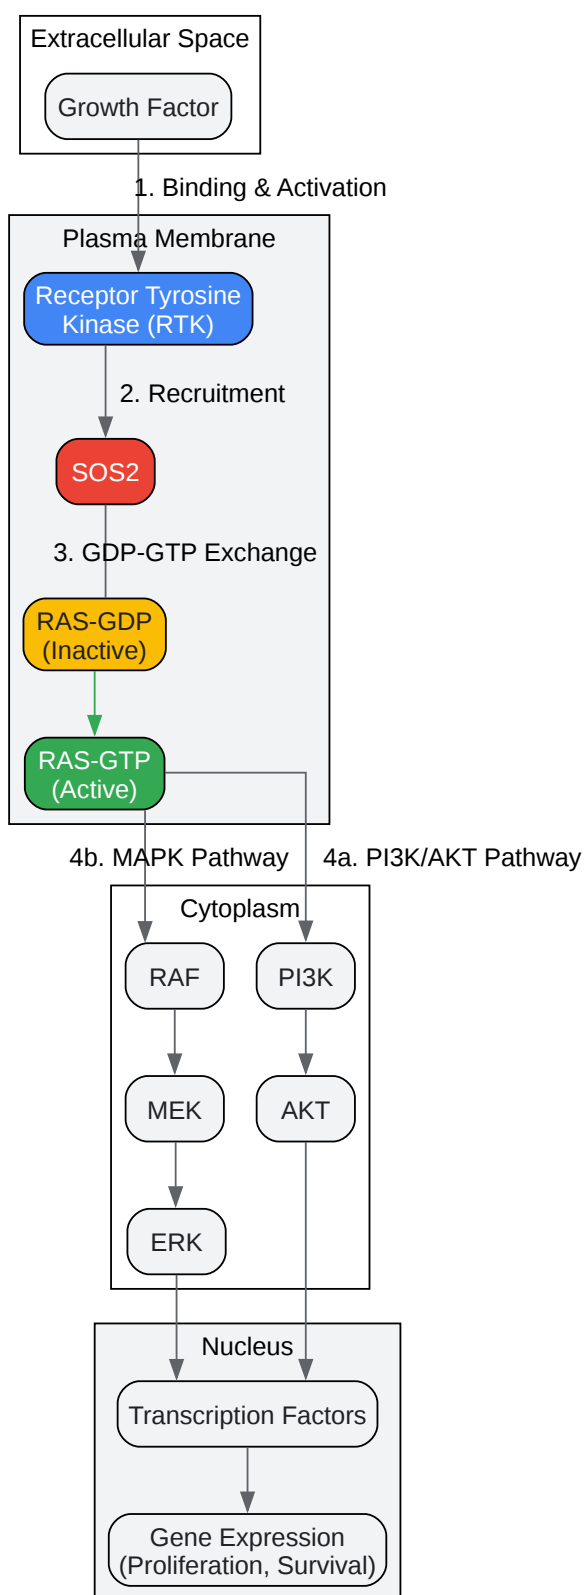 Extracellular Space
Growth Factor
1. Binding & Activation
Plasma Membrane
Receptor Tyrosine
Kinase (RTK)
2. Recruitment
SOS2
3. GDP-GTP Exchange
RAS-GDP
(Inactive)
RAS-GTP
(Active)
4b. MAPK Pathway
4a. PI3K/AKT Pathway
Cytoplasm
RAF
PI3K
MEK
AKT
ERK
Nucleus
Transcription Factors
Gene Expression
(Proliferation, Survival)